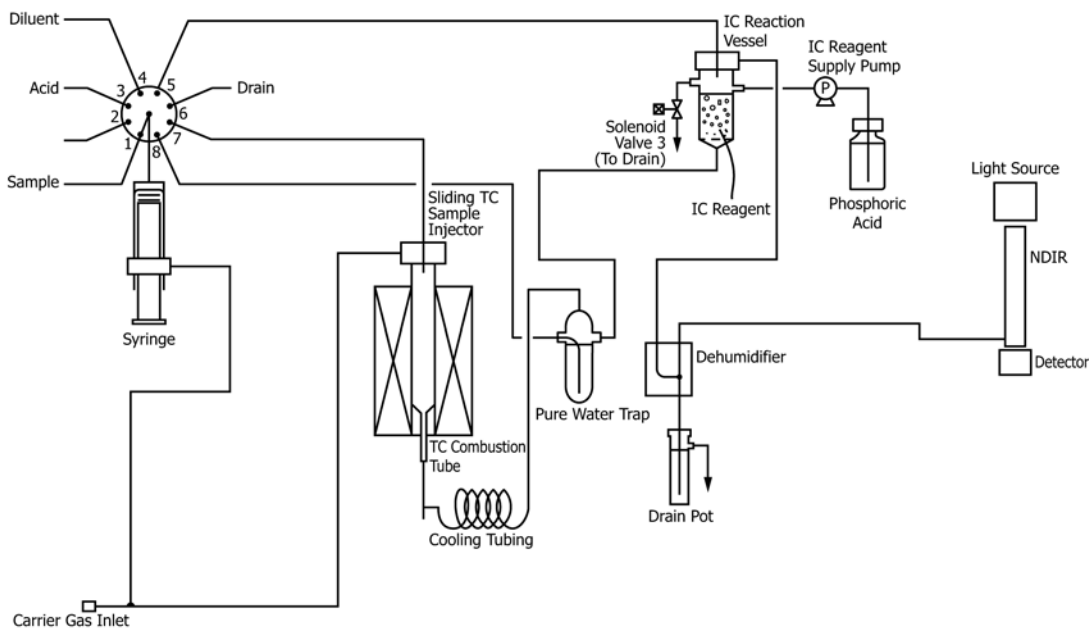 Diluent
Acid
Sample
1
2
3
4
5
6
7
8
Drain
Syringe
Carrier Gas Inlet
Sliding TC
Sample
Injector
TC Combustion
Tube
Cooling Tubing
Pure Water Trap
IC Reaction
Vessel
Solenoid
Valve 3
(To Drain)
IC Reagent
IC Reagent
Supply Pump
P
Phosphoric
Acid
Dehumidifier
Drain Pot
Light Source
NDIR
Detector